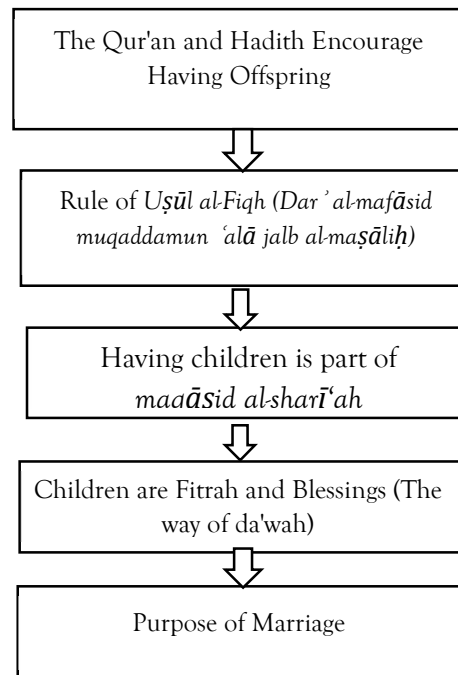 The Qur'an and Hadith Encourage
Having Offspring
Rule of Uṣūl al-Fiqh (Dar ʾ al-mafāsid
muqaddamun ʿalā jalb al-maṣāliḥ)
Having children is part of
maaāsid al-sharīʿah
Children are Fitrah and Blessings (The
way of da'wah)
Purpose of Marriage